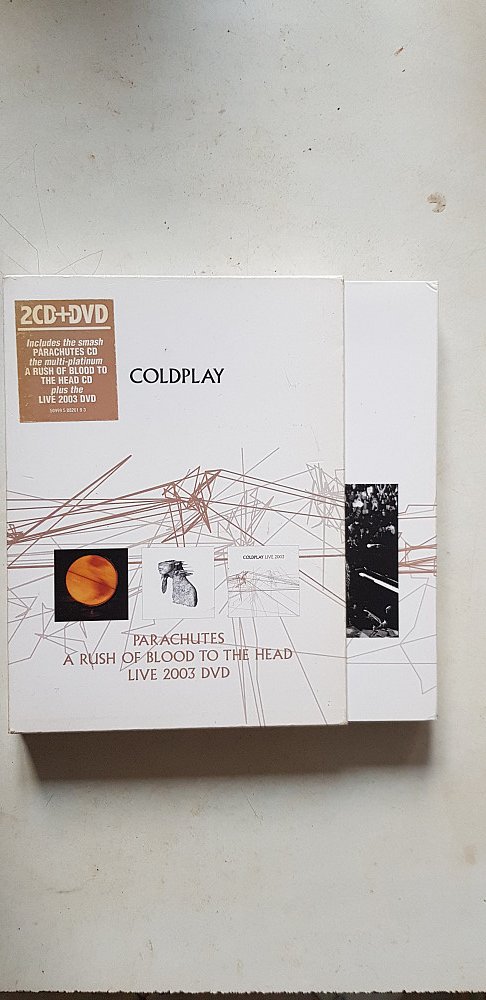 2CD+DVD
Includes the smash
PARACHUTES CD
the multi-platinum
A RUSH OF BLOOD TO
THE HEAD CD
plus the
LIVE 2003 DVD
COLDPLAY
COLDPLAY LIVE 2003
PARACHUTES
A RUSH OF BLOOD TO THE HEAD
LIVE 2003 DVD